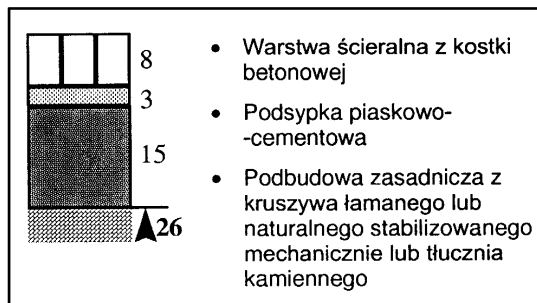 8
3
15
26
• Warstwa ścieralna z kostki
betonowej
• Podsypka piaskowo-
-cementowa
• Podbudowa zasadnicza z
kruszywa łamanego lub
naturalnego stabilizowanego
mechanicznie lub tłucznia
kamiennego